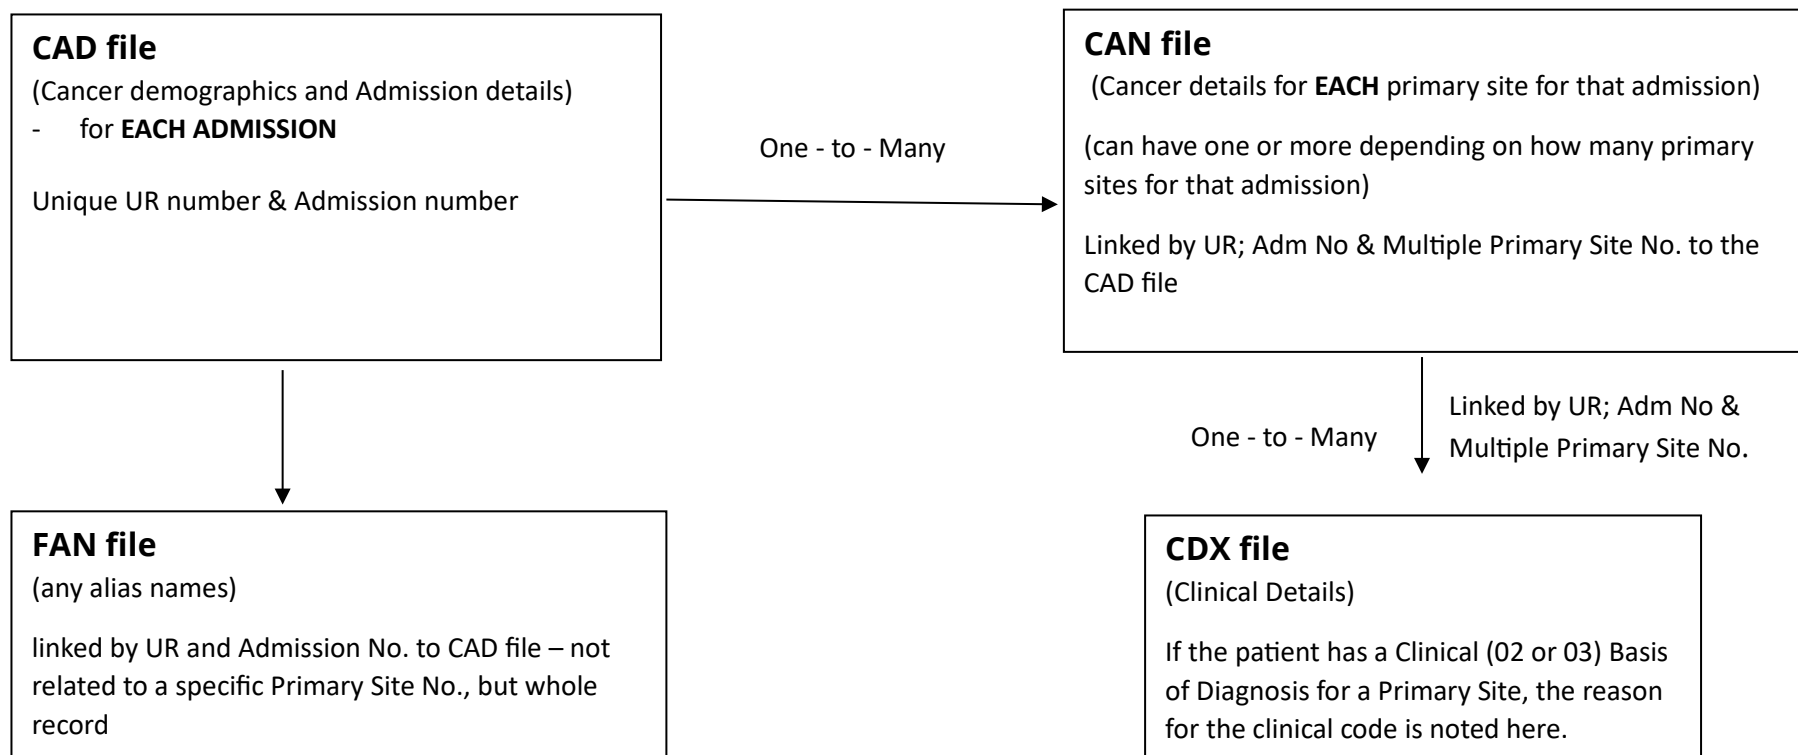 CAD file
(Cancer demographics and Admission details)
- for EACH ADMISSION
Unique UR number & Admission number
One - to - Many
CAN file
(Cancer details for EACH primary site for that admission)
(can have one or more depending on how many primary
sites for that admission)
Linked by UR; Adm No & Multiple Primary Site No. to the
CAD file
One - to - Many
Linked by UR; Adm No &
Multiple Primary Site No.
FAN file
(any alias names)
linked by UR and Admission No. to CAD file – not
related to a specific Primary Site No., but whole
record
CDX file
(Clinical Details)
If the patient has a Clinical (02 or 03) Basis
of Diagnosis for a Primary Site, the reason
for the clinical code is noted here.